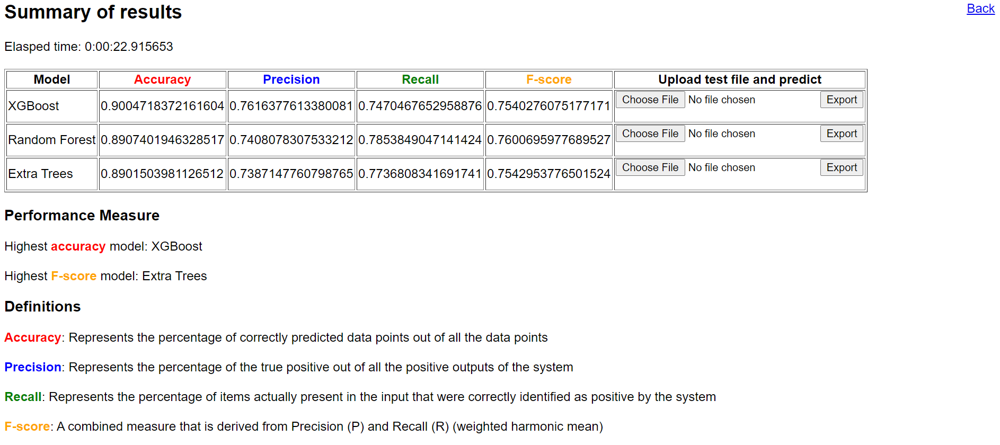 Summary of results
Back
Elasped time: 0:00:22.915653
Model Accuracy Precision Recall F-score Upload test file and predict
XGBoost 0.9004718372161604 0.7616377613380081 0.7470467652958876 0.7540276075177171 Choose File No file chosen Export
Random Forest 0.8907401946328517 0.7408078307533212 0.7853849047141424 0.7600695977689527 Choose File No file chosen Export
Extra Trees 0.8901503981126512 0.7387147760798765 0.7736808341691741 0.7542953776501524 Choose File No file chosen Export
Performance Measure
Highest accuracy model: XGBoost
Highest F-score model: Extra Trees
Definitions
Accuracy: Represents the percentage of correctly predicted data points out of all the data points
Precision: Represents the percentage of the true positive out of all the positive outputs of the system
Recall: Represents the percentage of items actually present in the input that were correctly identified as positive by the system
F-score: A combined measure that is derived from Precision (P) and Recall (R) (weighted harmonic mean)